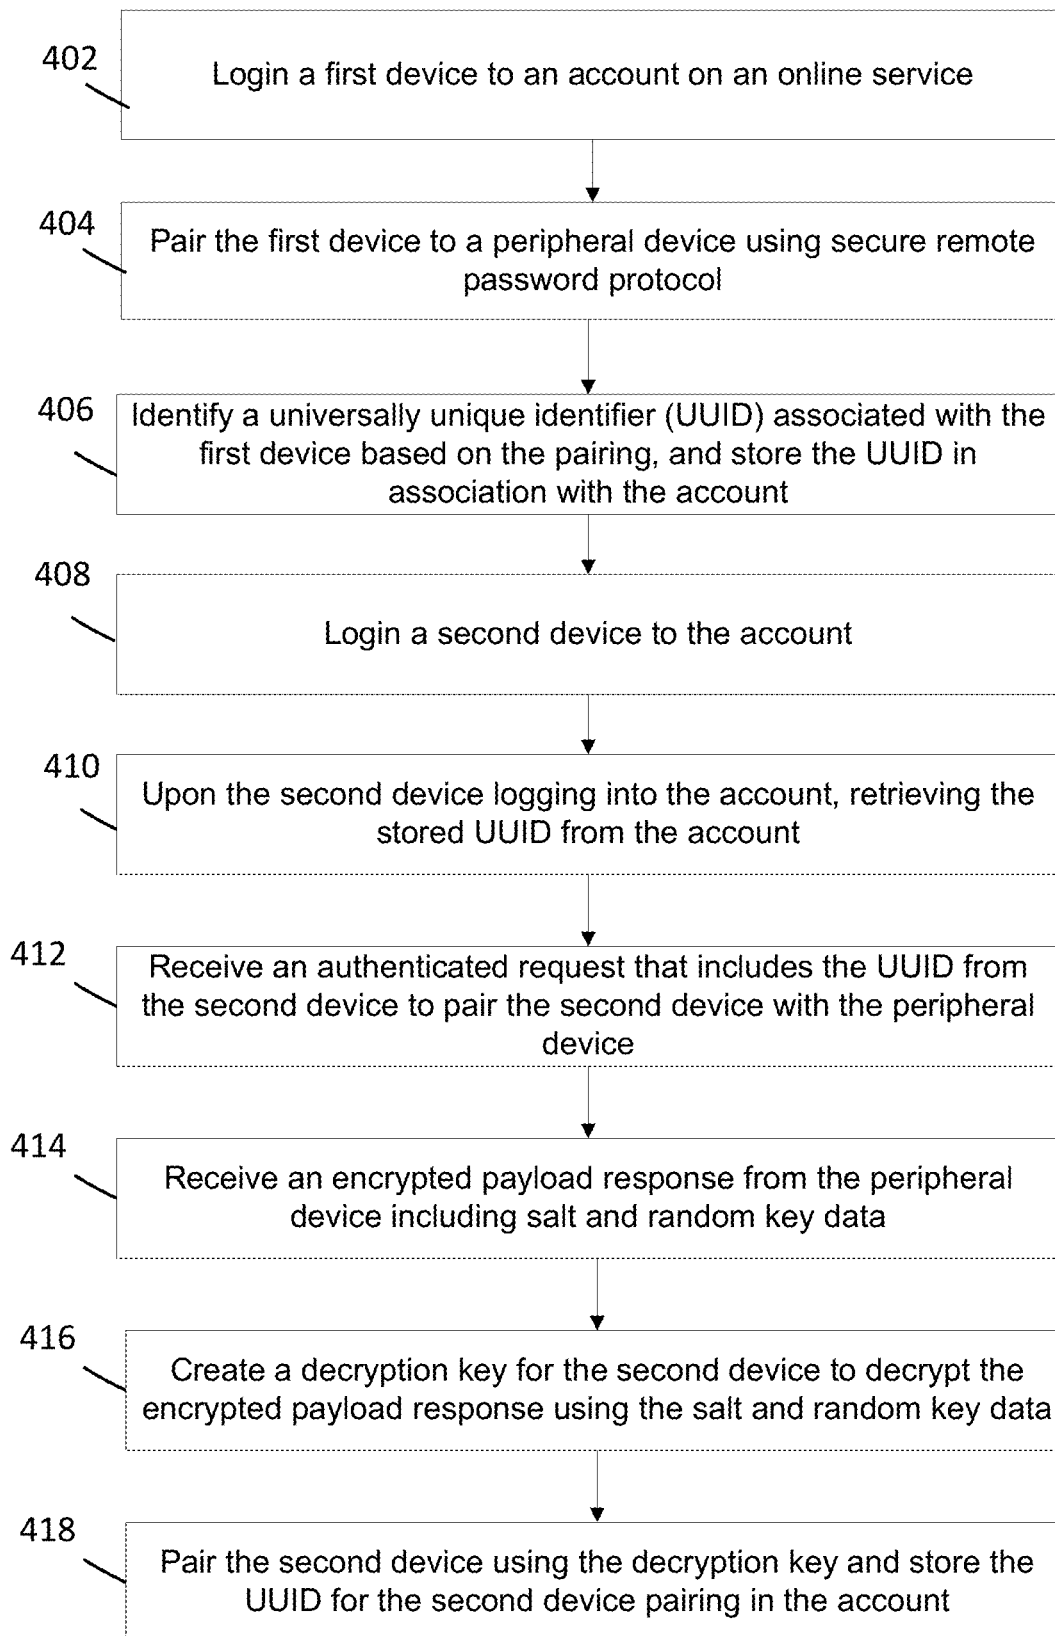 402
Login a first device to an account on an online service
404
Pair the first device to a peripheral device using secure remote
password protocol
406
Identify a universally unique identifier (UUID) associated with the
first device based on the pairing, and store the UUID in
association with the account
408
Login a second device to the account
410
Upon the second device logging into the account, retrieving the
stored UUID from the account
412
Receive an authenticated request that includes the UUID from
the second device to pair the second device with the peripheral
device
414
Receive an encrypted payload response from the peripheral
device including salt and random key data
416
Create a decryption key for the second device to decrypt the
encrypted payload response using the salt and random key data
418
Pair the second device using the decryption key and store the
UUID for the second device pairing in the account